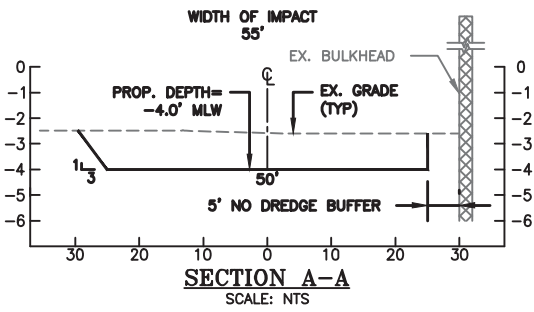 WIDTH OF IMPACT
55'
EX. BULKHEAD
℄
PROP. DEPTH=
-4.0' MLW
EX. GRADE
(TYP)
0
-1
-2
-3
-4
-5
-6
0
-1
-2
-3
-4
-5
-6
1
3
50'
5' NO DREDGE BUFFER
30 20 10 0 10 20 30
SECTION A-A
SCALE: NTS